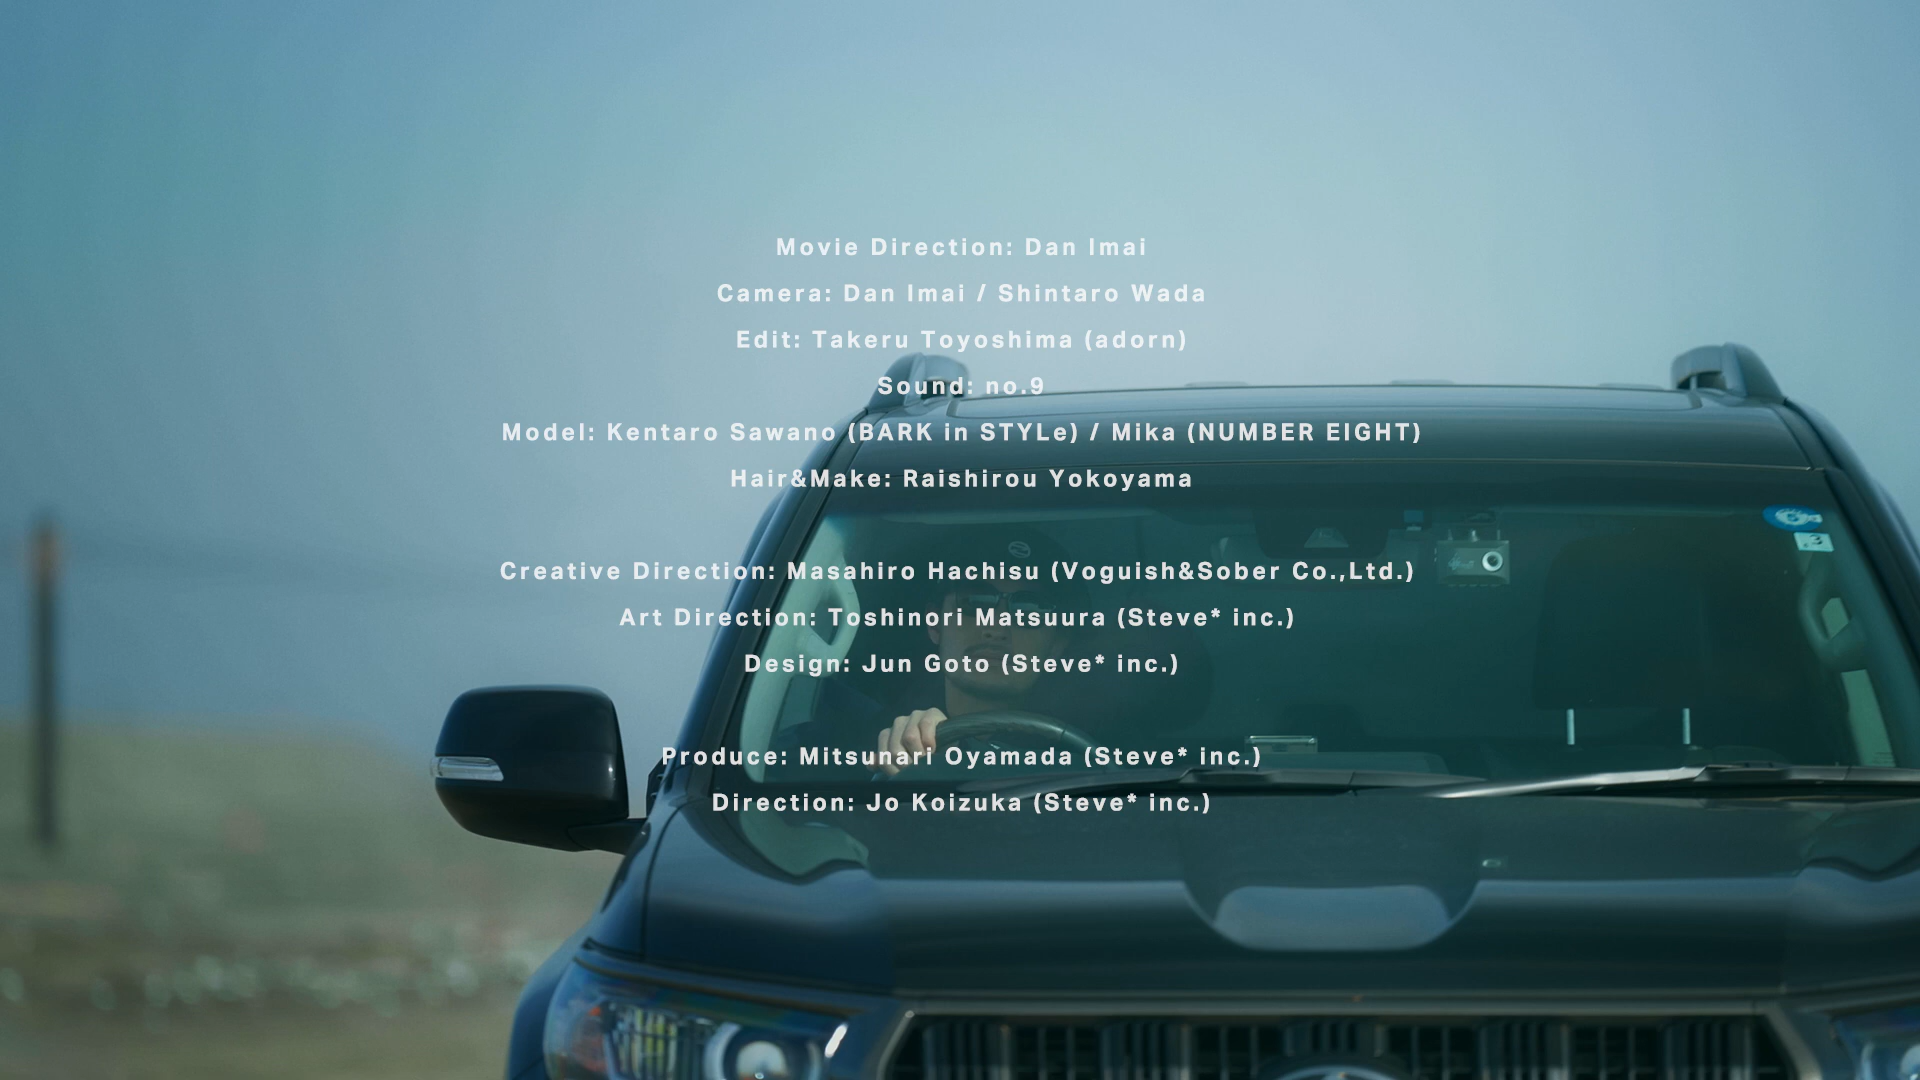 Movie Direction: Dan Imai
Camera: Dan Imai / Shintaro Wada
Edit: Takeru Toyoshima (adorn)
Sound: no.9
Model: Kentaro Sawano (BARK in STYLe) / Mika (NUMBER EIGHT)
Hair&Make: Raishirou Yokoyama
Creative Direction: Masahiro Hachisu (Voguish&Sober Co.,Ltd.)
Art Direction: Toshinori Matsuura (Steve* inc.)
Design: Jun Goto (Steve* inc.)
Produce: Mitsunari Oyamada (Steve* inc.)
Direction: Jo Koizuka (Steve* inc.)